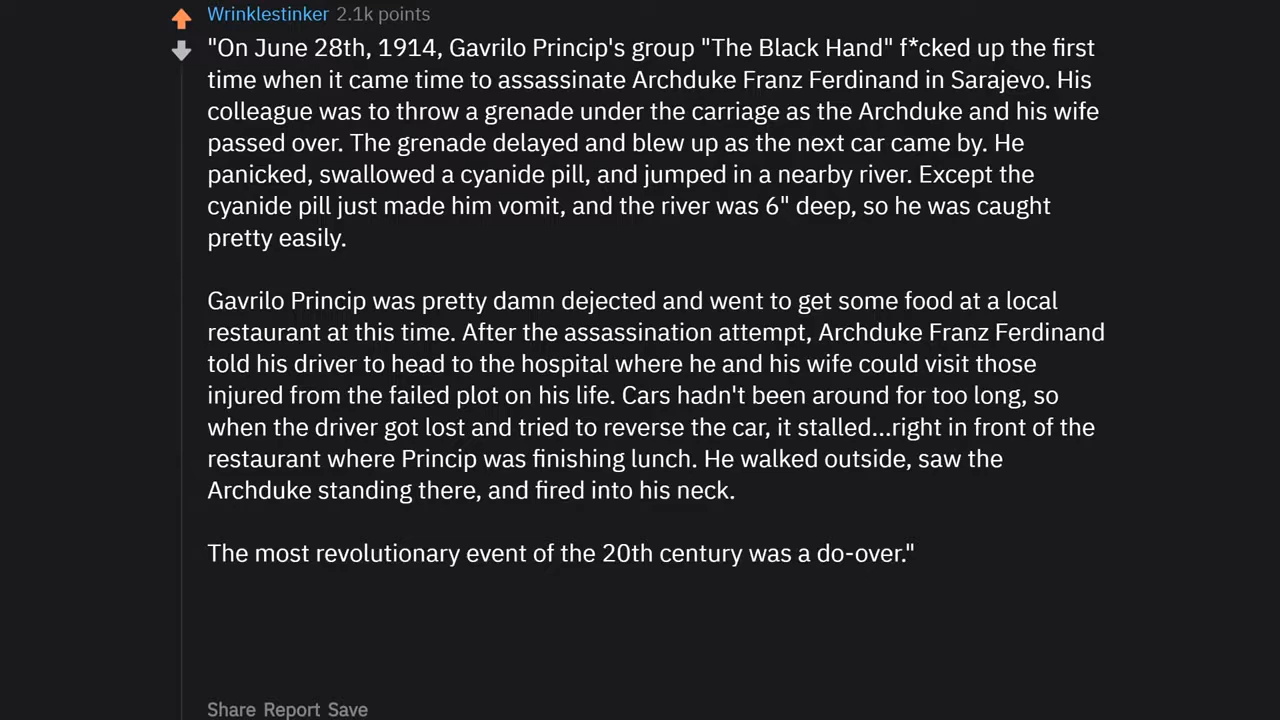 Wrinklestinker 2.1k points
"On June 28th, 1914, Gavrilo Princip's group "The Black Hand" f*cked up the first
time when it came time to assassinate Archduke Franz Ferdinand in Sarajevo. His
colleague was to throw a grenade under the carriage as the Archduke and his wife
passed over. The grenade delayed and blew up as the next car came by. He
panicked, swallowed a cyanide pill, and jumped in a nearby river. Except the
cyanide pill just made him vomit, and the river was 6" deep, so he was caught
pretty easily.
Gavrilo Princip was pretty damn dejected and went to get some food at a local
restaurant at this time. After the assassination attempt, Archduke Franz Ferdinand
told his driver to head to the hospital where he and his wife could visit those
injured from the failed plot on his life. Cars hadn't been around for too long, so
when the driver got lost and tried to reverse the car, it stalled...right in front of the
restaurant where Princip was finishing lunch. He walked outside, saw the
Archduke standing there, and fired into his neck.
The most revolutionary event of the 20th century was a do-over."
Share Report Save